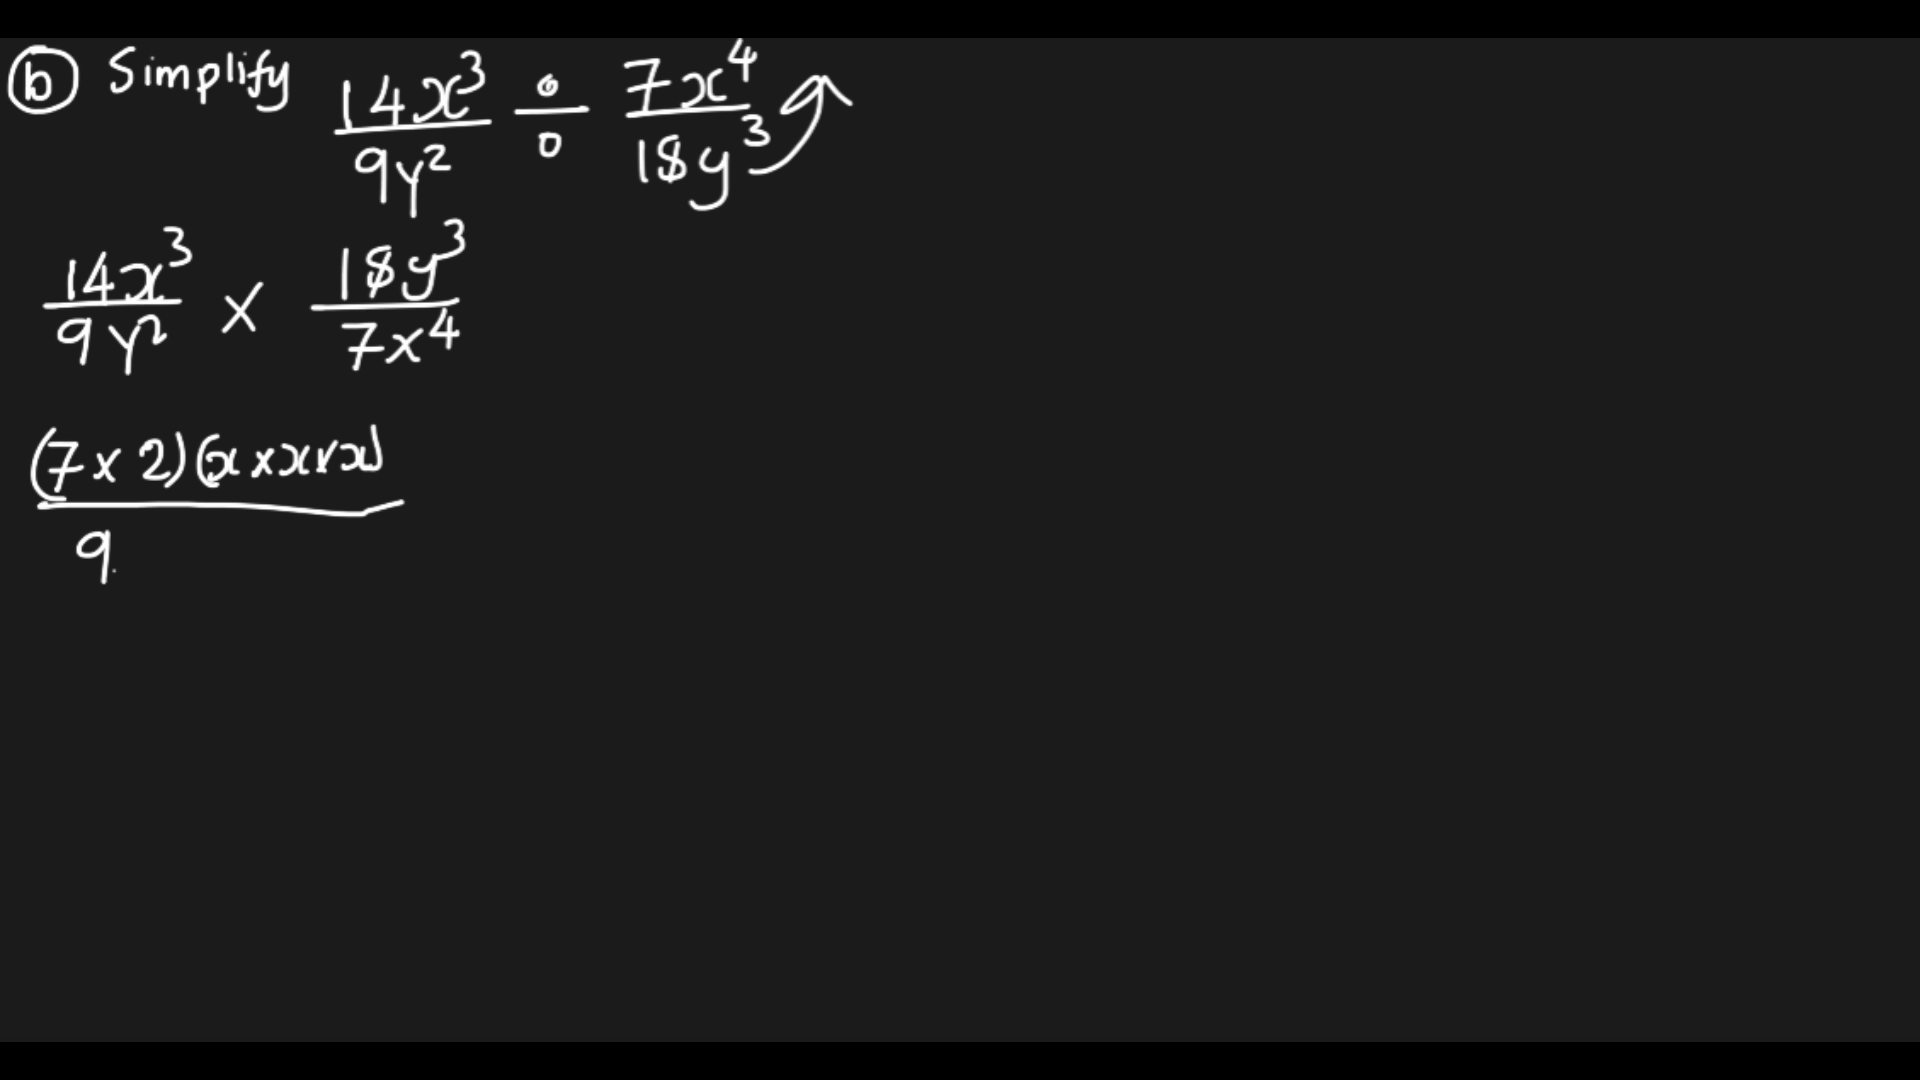 (b) Simplify 14x³/9y² ÷ 7x⁴/18y³
14x³/9y² × 18y³/7x⁴
(7 × 2)(x × x × x)/9